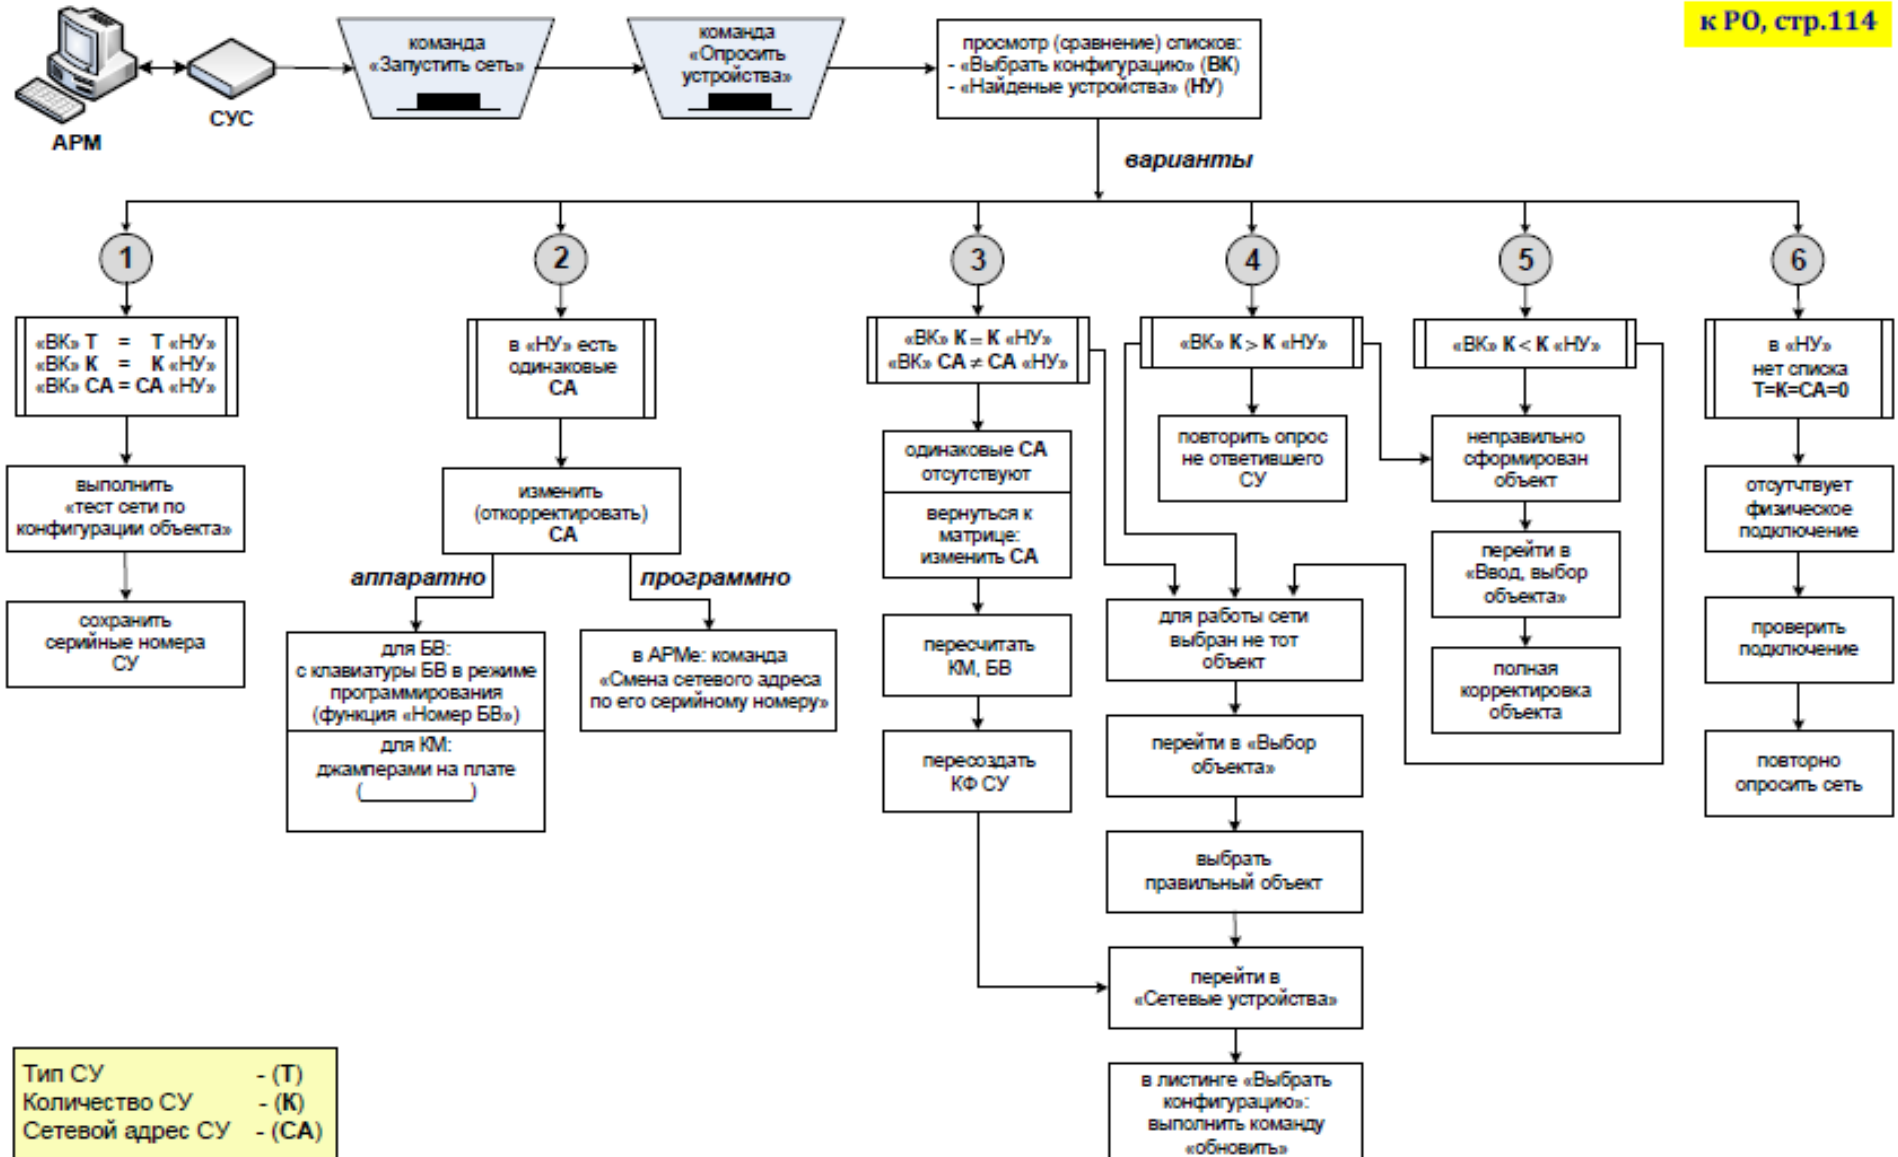 к РО, стр.114
АРМ
СУС
команда
«Запустить сеть»
команда
«Опросить
устройства»
просмотр (сравнение) списков:
- «Выбрать конфигурацию» (ВК)
- «Найденые устройства» (НУ)
варианты
1
2
3
4
5
6
«ВК» Т = Т «НУ»
«ВК» К = К «НУ»
«ВК» СА = СА «НУ»
выполнить
«тест сети по
конфигурации объекта»
сохранить
серийные номера
СУ
в «НУ» есть
одинаковые
СА
изменить
(откорректировать)
СА
аппаратно
программно
для БВ:
с клавиатуры БВ в режиме
программирования
(функция «Номер БВ»)
для КМ:
джамперами на плате
(__________)
в АРМе: команда
«Смена сетевого адреса
по его серийному номеру»
«ВК» К = К «НУ»
«ВК» СА ≠ СА «НУ»
одинаковые СА
отсутствуют
вернуться к
матрице:
изменить СА
пересчитать
КМ, БВ
пересоздать
КФ СУ
«ВК» К > К «НУ»
повторить опрос
не ответившего
СУ
для работы сети
выбран не тот
объект
перейти в «Выбор
объекта»
выбрать
правильный объект
перейти в
«Сетевые устройства»
в листинге «Выбрать
конфигурацию»:
выполнить команду
«обновить»
«ВК» К < К «НУ»
неправильно
сформирован
объект
перейти в
«Ввод, выбор
объекта»
полная
корректировка
объекта
в «НУ»
нет списка
Т=К=СА=0
отсутчтвует
физическое
подключение
проверить
подключение
повторно
опросить сеть
Тип СУ - (Т)
Количество СУ - (К)
Сетевой адрес СУ - (СА)